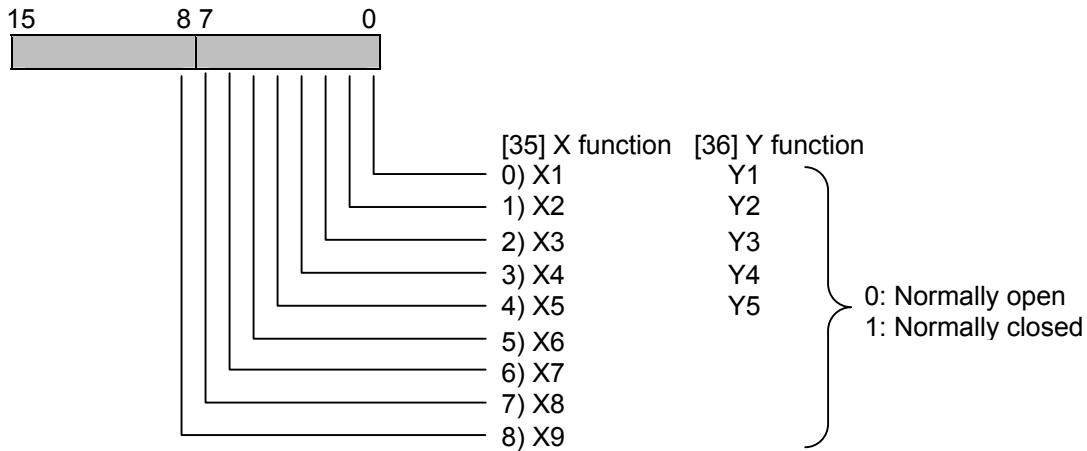 15 8 7 0
[35] X function [36] Y function
0) X1 Y1
1) X2 Y2
2) X3 Y3
3) X4 Y4
4) X5 Y5
0: Normally open
1: Normally closed
5) X6
6) X7
7) X8
8) X9